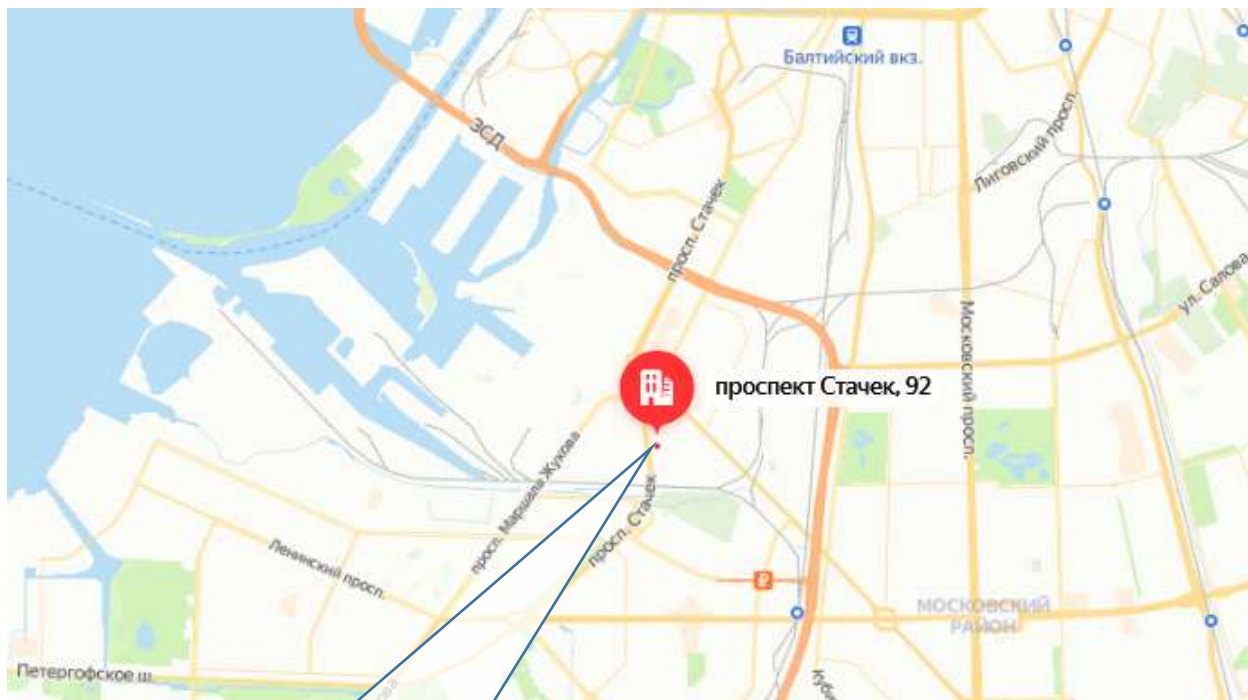 Балтийский вкз.
ЗСД
Лиговский просп.
просп. Стачек
ул. Салова
Московский просп.
проспект Стачек, 92
просп. Маршала Жукова
просп. Стачек
Ленинский просп.
МОСКОВСКИЙ
РАЙОН
Петергофское ш.